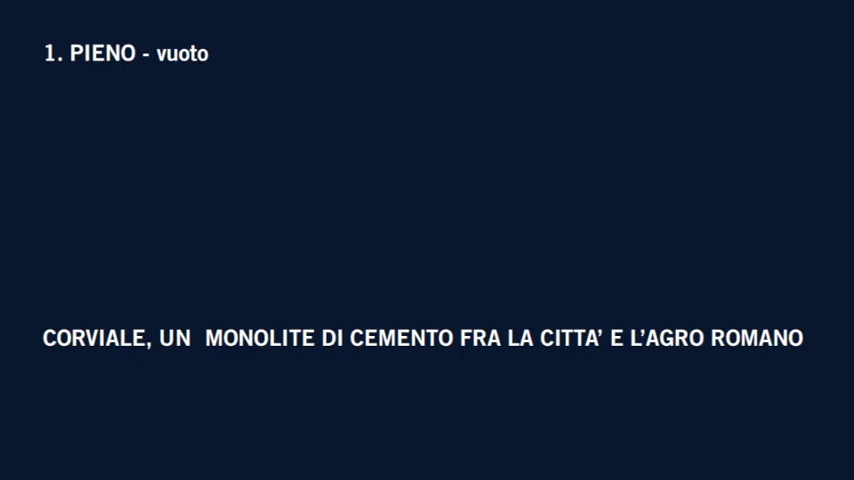 1. PIENO - vuoto
CORVIALE, UN  MONOLITE DI CEMENTO FRA LA CITTA’ E L’AGRO ROMANO